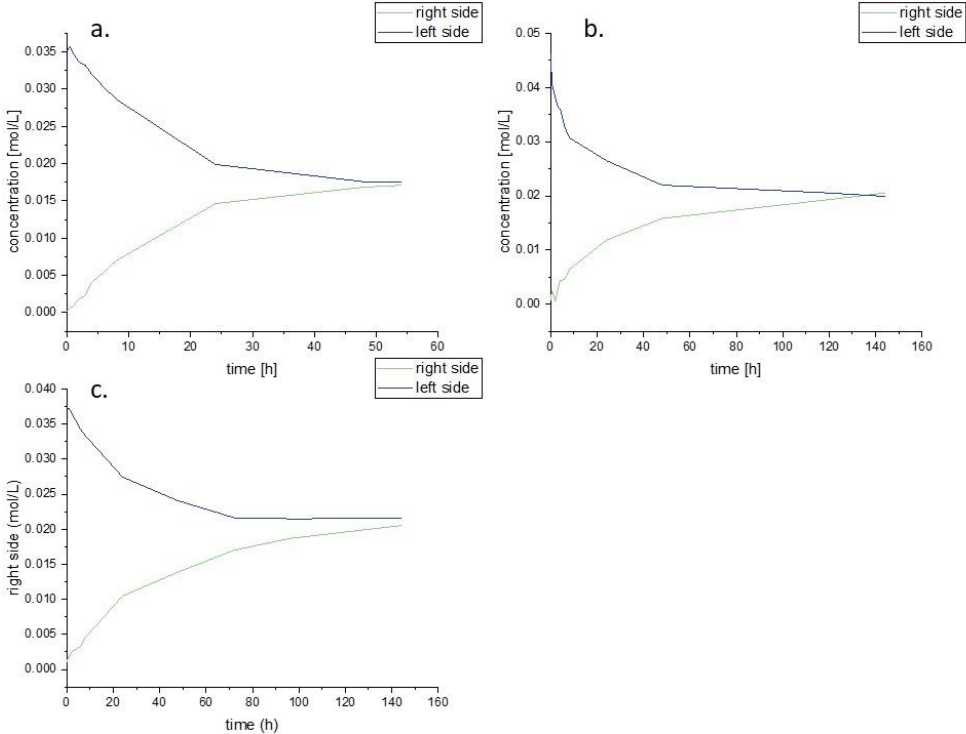 a.
right side
left side
0.035
0.030
0.025
0.020
0.015
0.010
0.005
0.000
concentration [mol/L]
0 10 20 30 40 50 60
time [h]
b.
right side
left side
0.05
0.04
0.03
0.02
0.01
0.00
concentration [mol/L]
0 20 40 60 80 100 120 140 160
time [h]
c.
right side
left side
0.040
0.035
0.030
0.025
0.020
0.015
0.010
0.005
0.000
right side (mol/L)
0 20 40 60 80 100 120 140 160
time (h)